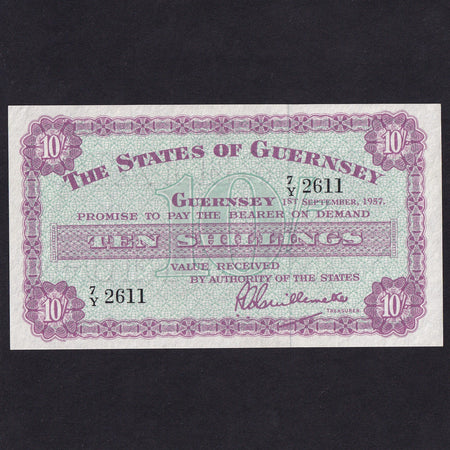 10/- 10/-
THE STATES OF GUERNSEY
7/Y 2611
GUERNSEY 1ST SEPTEMBER, 1957.
PROMISE TO PAY THE BEARER ON DEMAND
TEN SHILLINGS
VALUE RECEIVED
BY AUTHORITY OF THE STATES
7/Y 2611
TREASURER.
10/- 10/-